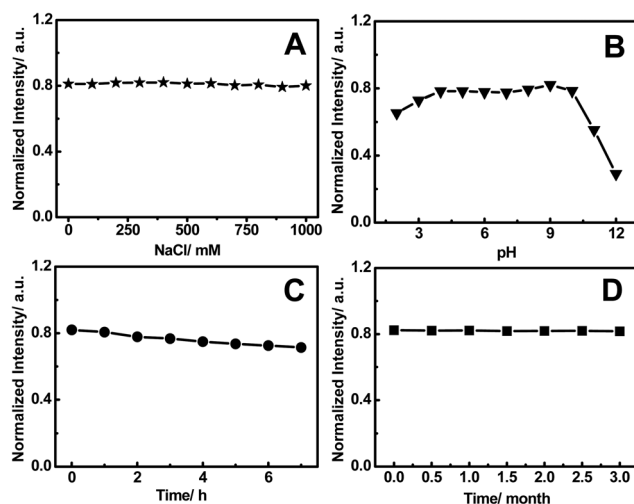 A
Normalized Intensity/ a.u.
1.2
0.8
0.4
0.0
0 250 500 750 1000
NaCl/ mM
B
Normalized Intensity/ a.u.
1.2
0.8
0.4
0.0
3 6 9 12
pH
C
Normalized Intensity/ a.u.
1.2
0.8
0.4
0.0
0 2 4 6
Time/ h
D
Normalized Intensity/ a.u.
1.2
0.8
0.4
0.0
0.0 0.5 1.0 1.5 2.0 2.5 3.0
Time/ month